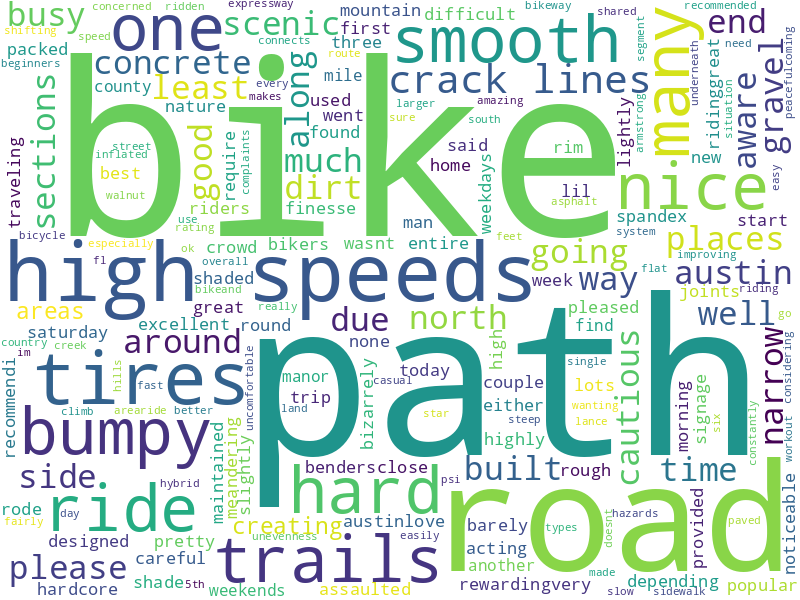 bike
path
road
high speeds
smooth
trails
bumpy
ride
tires
hard
nice
many
one
crack lines
scenic
busy
concrete
least
along
end
aware
gravel
sections
good
much
dirt
going
places
austin
way
well
north
due
around
narrow
cautious
time
built
side
please
creating
areas
packed
county
nature
mountain
first
three
mile
used
went
found
difficult
concerned
ridden
expressway
shifting
speed
beginners
connects
route
every
makes
larger
amazing
sure
south
shared
bikeway
recommended
segment
need
underneath
armstrong
situation
ridinggreat
new
peacefulcoming
considering
easy
lightly
rim
said
home
weekdays
man
lil
asphalt
feet
spandex
start
system
improving
flat
riding
go
street
inflated
best
walnut
require
complaints
riders
finesse
traveling
bicycle
use
rating
especially
ok
crowd
bikers
wasnt
entire
fl
overall
shaded
bikeand
really
great
week
pleased
joints
find
excellent
round
none
high
saturday
country
creek
im
recommendi
hills
fast
casual
today
couple
single
lots
manor
trip
bizarrely
uncomfortable
either
wanting
steep
lance
climb
arearide
better
land
star
highly
morning
signage
constantly
six
workout
noticeable
maintained
meandering
slightly
bendersclose
psi
rough
rode
day
hybrid
fairly
unevenness
austinlove
easily
barely
types
doesnt
hazards
paved
provided
designed
pretty
careful
acting
another
hardcore
shade
5th
weekends
assaulted
rewardingvery
made
slow
sidewalk
depending
popular